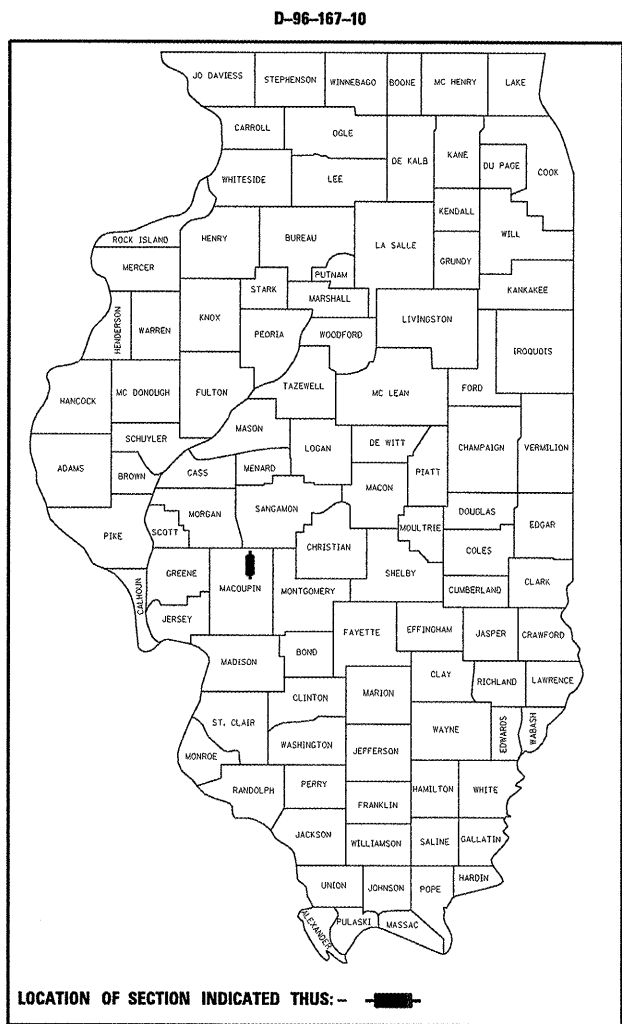 D-96-167-10
JO DAVIESS STEPHENSON WINNEBAGO BOONE MC HENRY LAKE
CARROLL OGLE
DE KALB KANE DU PAGE COOK
WHITESIDE LEE
KENDALL
ROCK ISLAND HENRY BUREAU LA SALLE WILL
MERCER PUTNAM GRUNDY
STARK MARSHALL KANKAKEE
HENDERSON WARREN KNOX PEORIA WOODFORD LIVINGSTON
IROQUOIS
HANCOCK MC DONOUGH FULTON TAZEWELL MC LEAN FORD
MASON
SCHUYLER LOGAN DE WITT CHAMPAIGN VERMILION
ADAMS BROWN CASS MENARD MACON PIATT
MORGAN SANGAMON DOUGLAS
PIKE SCOTT CHRISTIAN MOULTRIE EDGAR
COLES
GREENE SHELBY CLARK
CALHOUN MACOUPIN MONTGOMERY CUMBERLAND
JERSEY FAYETTE EFFINGHAM JASPER CRAWFORD
MADISON BOND
CLAY RICHLAND LAWRENCE
CLINTON MARION
ST. CLAIR WAYNE EDWARDS WABASH
MONROE WASHINGTON JEFFERSON
RANDOLPH PERRY HAMILTON WHITE
FRANKLIN
JACKSON WILLIAMSON SALINE GALLATIN
UNION JOHNSON POPE HARDIN
ALEXANDER PULASKI MASSAC
LOCATION OF SECTION INDICATED THUS:-